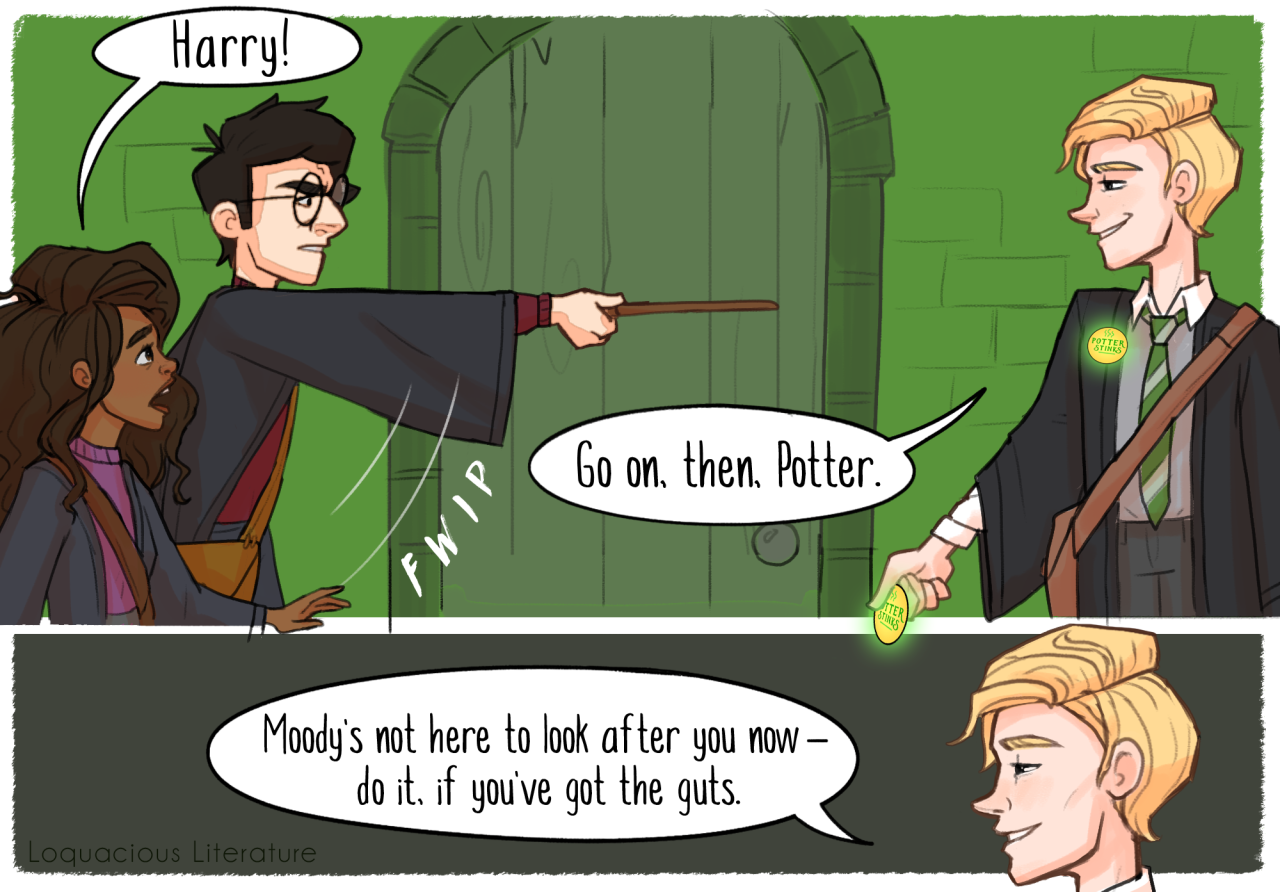 Harry!
Go on, then, Potter.
FWIP
POTTER
STINKS
OTTER
STINKS
Moody's not here to look after you now –
do it, if you've got the guts.
Loquacious Literature